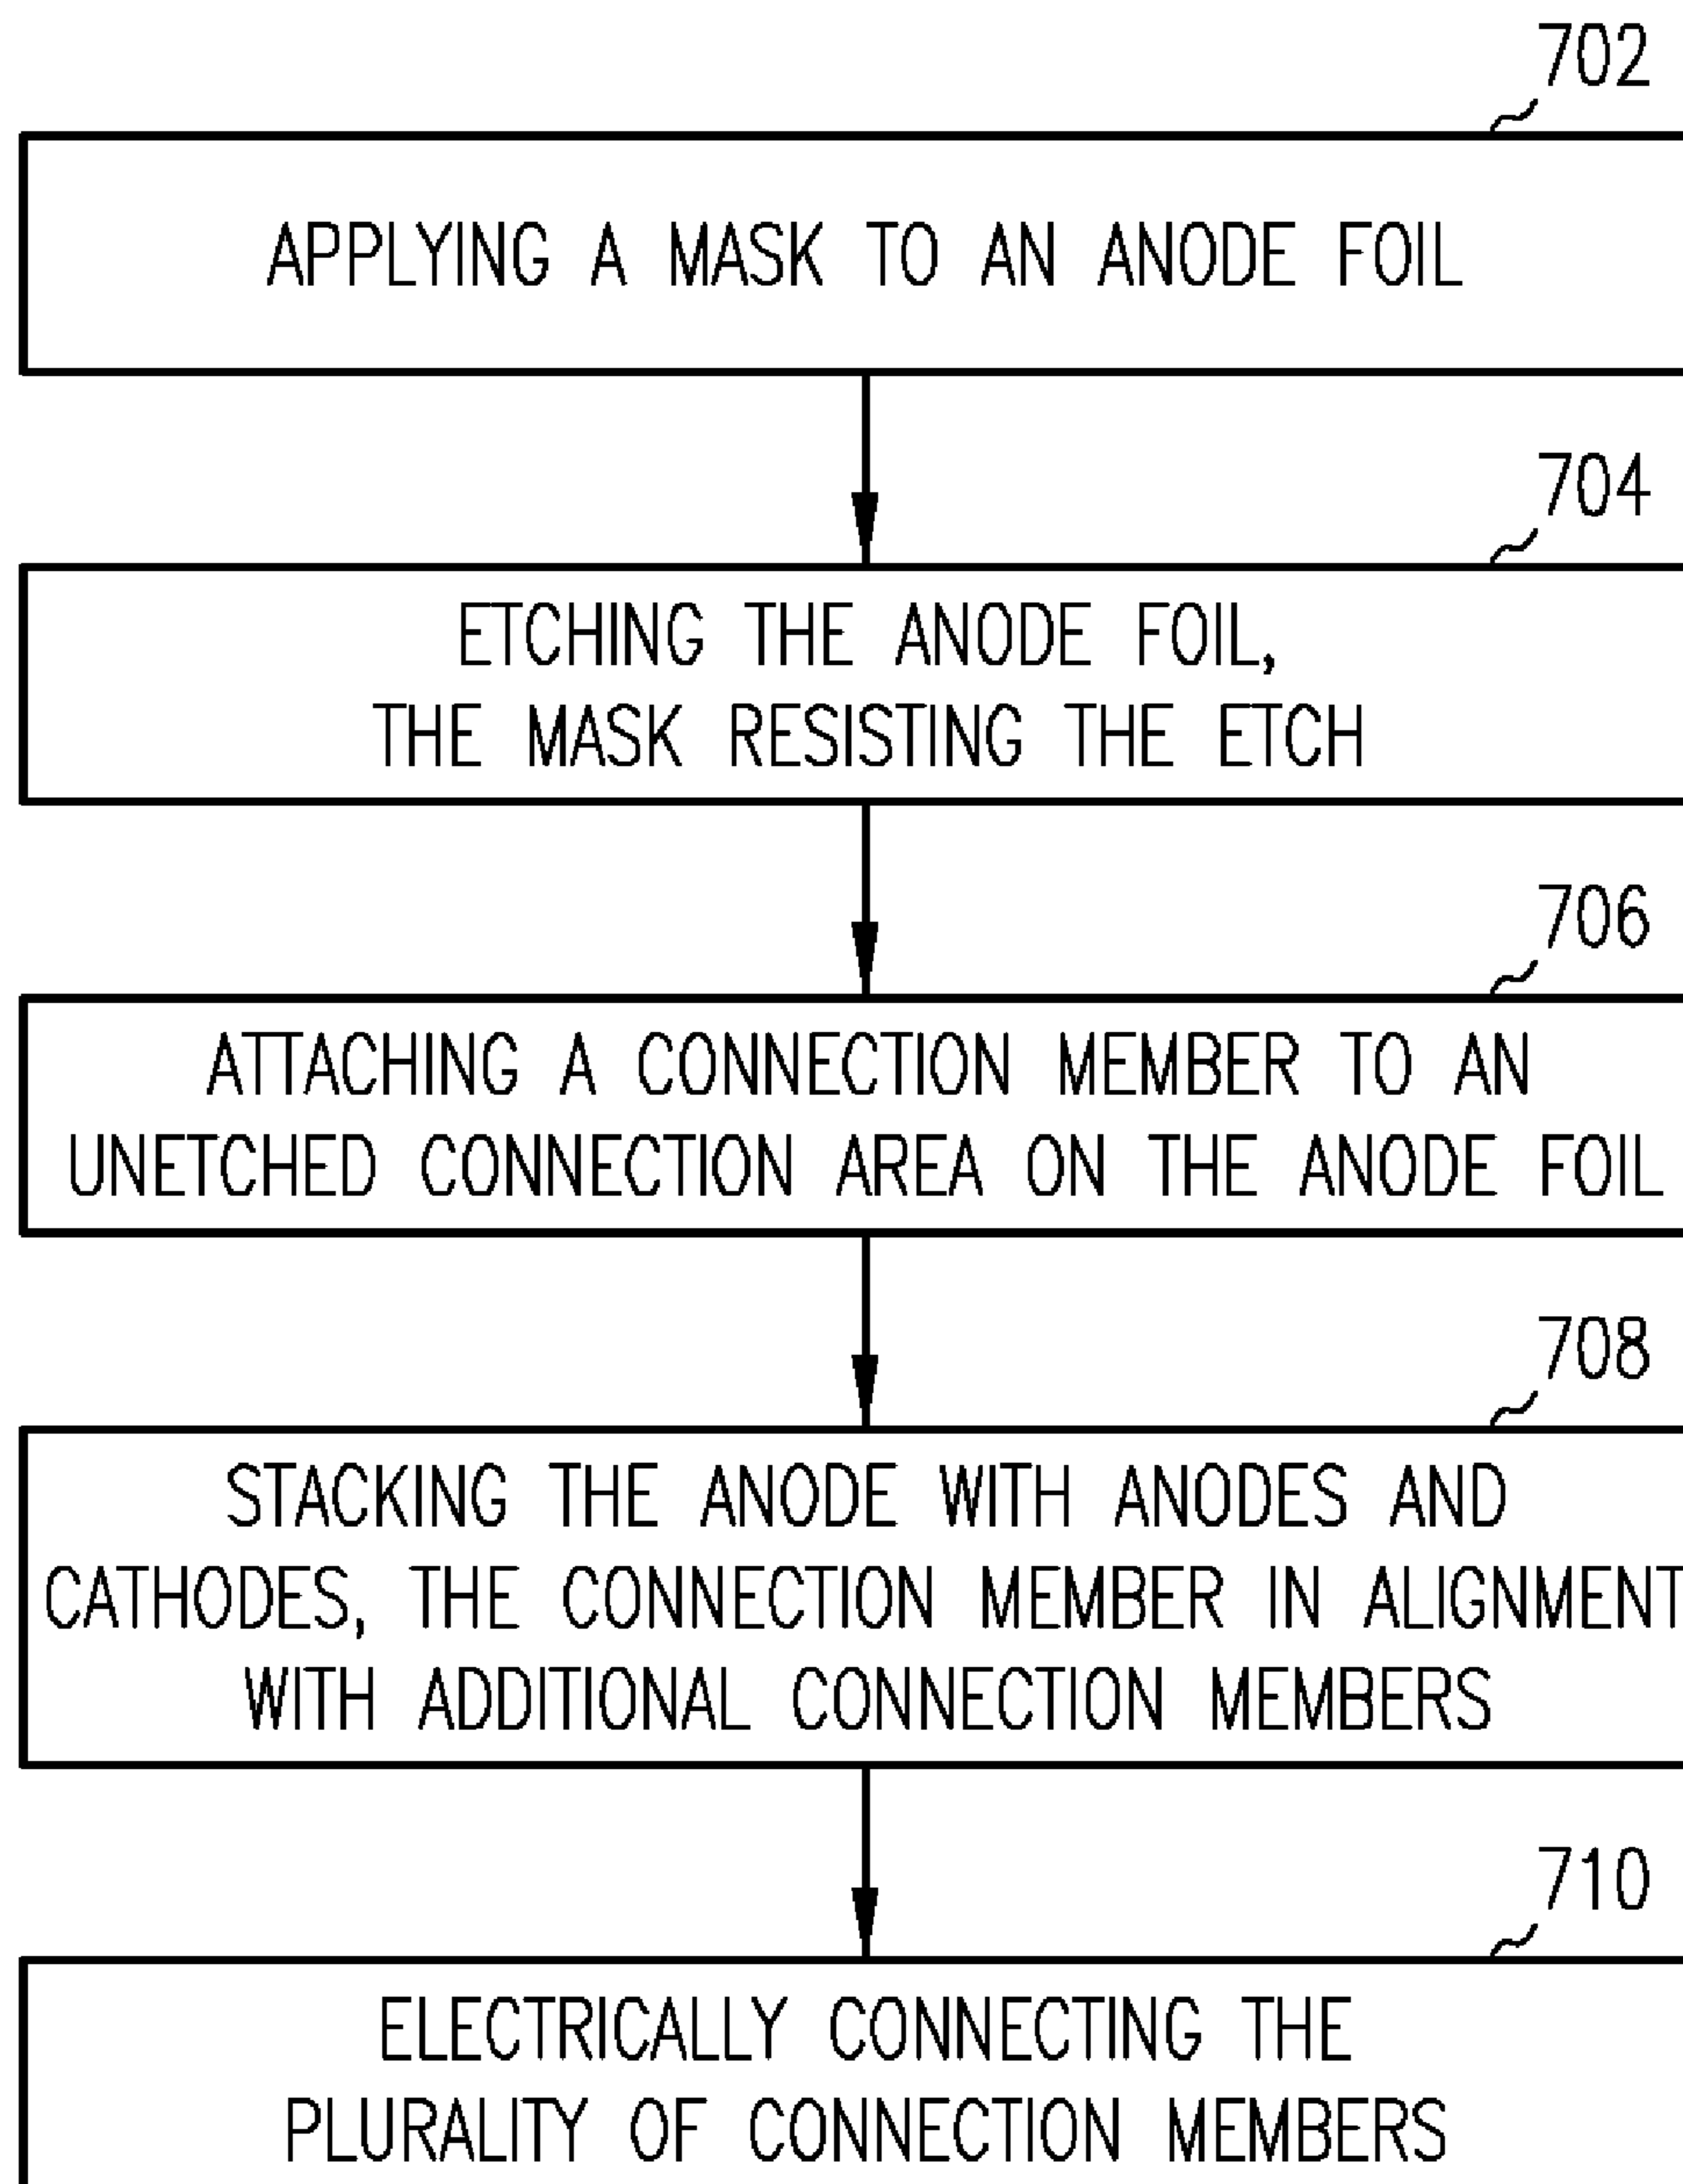 702
APPLYING A MASK TO AN ANODE FOIL
704
ETCHING THE ANODE FOIL,
THE MASK RESISTING THE ETCH
706
ATTACHING A CONNECTION MEMBER TO AN
UNETCHED CONNECTION AREA ON THE ANODE FOIL
708
STACKING THE ANODE WITH ANODES AND
CATHODES, THE CONNECTION MEMBER IN ALIGNMENT
WITH ADDITIONAL CONNECTION MEMBERS
710
ELECTRICALLY CONNECTING THE
PLURALITY OF CONNECTION MEMBERS